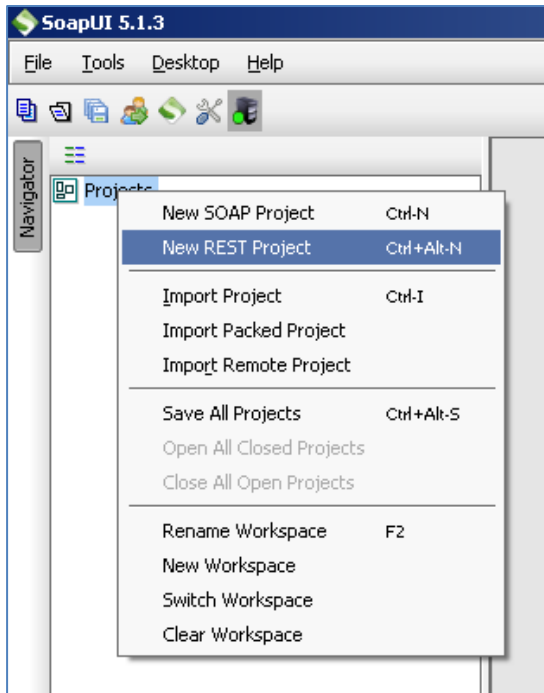 SoapUI 5.1.3
File Tools Desktop Help
Navigator
Projects
New SOAP Project Ctrl-N
New REST Project Ctrl+Alt-N
Import Project Ctrl-I
Import Packed Project
Import Remote Project
Save All Projects Ctrl+Alt-S
Open All Closed Projects
Close All Open Projects
Rename Workspace F2
New Workspace
Switch Workspace
Clear Workspace